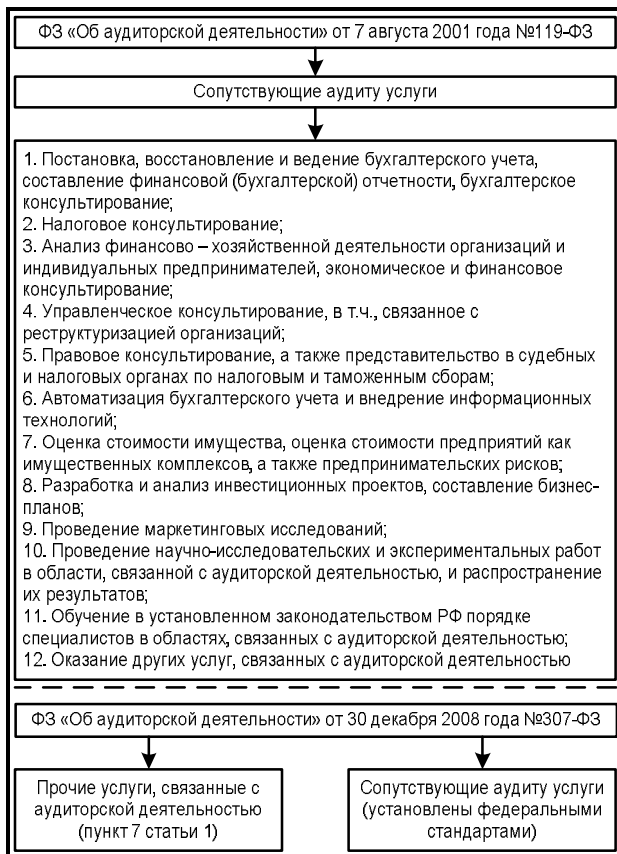 ФЗ «Об аудиторской деятельности» от 7 августа 2001 года №119-ФЗ
Сопутствующие аудиту услуги
1. Постановка, восстановление и ведение бухгалтерского учета,
составление финансовой (бухгалтерской) отчетности, бухгалтерское
консультирование;
2. Налоговое консультирование;
3. Анализ финансово – хозяйственной деятельности организаций и
индивидуальных предпринимателей, экономическое и финансовое
консультирование;
4. Управленческое консультирование, в т.ч., связанное с
реструктуризацией организаций;
5. Правовое консультирование, а также представительство в судебных
и налоговых органах по налоговым и таможенным сборам;
6. Автоматизация бухгалтерского учета и внедрение информационных
технологий;
7. Оценка стоимости имущества, оценка стоимости предприятий как
имущественных комплексов, а также предпринимательских рисков;
8. Разработка и анализ инвестиционных проектов, составление бизнес-
планов;
9. Проведение маркетинговых исследований;
10. Проведение научно-исследовательских и экспериментальных работ
в области, связанной с аудиторской деятельностью, и распространение
их результатов;
11. Обучение в установленном законодательством РФ порядке
специалистов в областях, связанных с аудиторской деятельностью;
12. Оказание других услуг, связанных с аудиторской деятельностью
ФЗ «Об аудиторской деятельности» от 30 декабря 2008 года №307-ФЗ
Прочие услуги, связанные с
аудиторской деятельностью
(пункт 7 статьи 1)
Сопутствующие аудиту услуги
(установлены федеральными
стандартами)